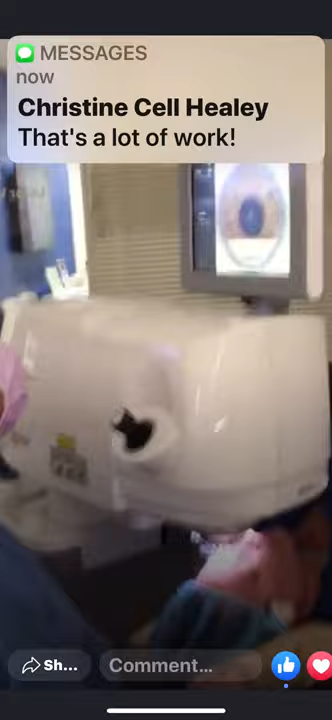 MESSAGES
now
Christine Cell Healey
That's a lot of work!
Sh...
Comment...